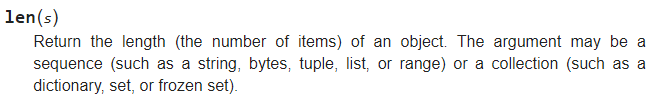 len(s)
Return the length (the number of items) of an object. The argument may be a
sequence (such as a string, bytes, tuple, list, or range) or a collection (such as a
dictionary, set, or frozen set).